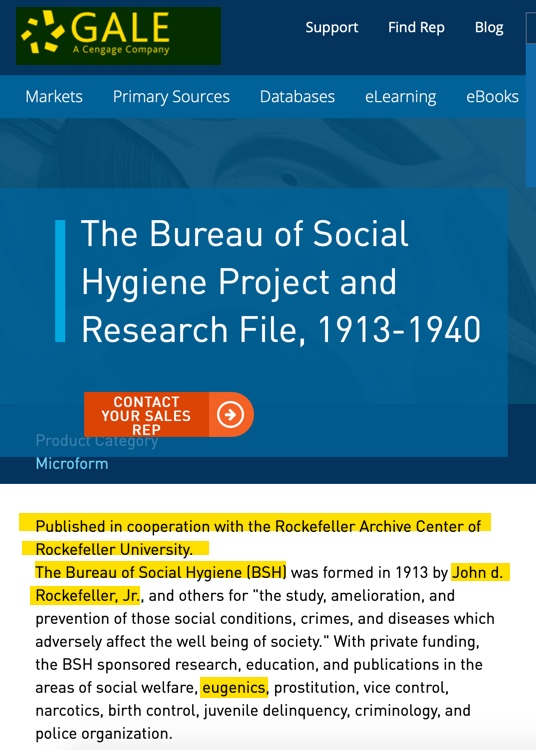 GALE
A Cengage Company
Support Find Rep Blog
Markets Primary Sources Databases eLearning eBooks
The Bureau of Social
Hygiene Project and
Research File, 1913-1940
CONTACT
YOUR SALES
REP
Product Category
Microform
Published in cooperation with the Rockefeller Archive Center of
Rockefeller University.
The Bureau of Social Hygiene (BSH) was formed in 1913 by John d.
Rockefeller, Jr., and others for "the study, amelioration, and
prevention of those social conditions, crimes, and diseases which
adversely affect the well being of society." With private funding,
the BSH sponsored research, education, and publications in the
areas of social welfare, eugenics, prostitution, vice control,
narcotics, birth control, juvenile delinquency, criminology, and
police organization.